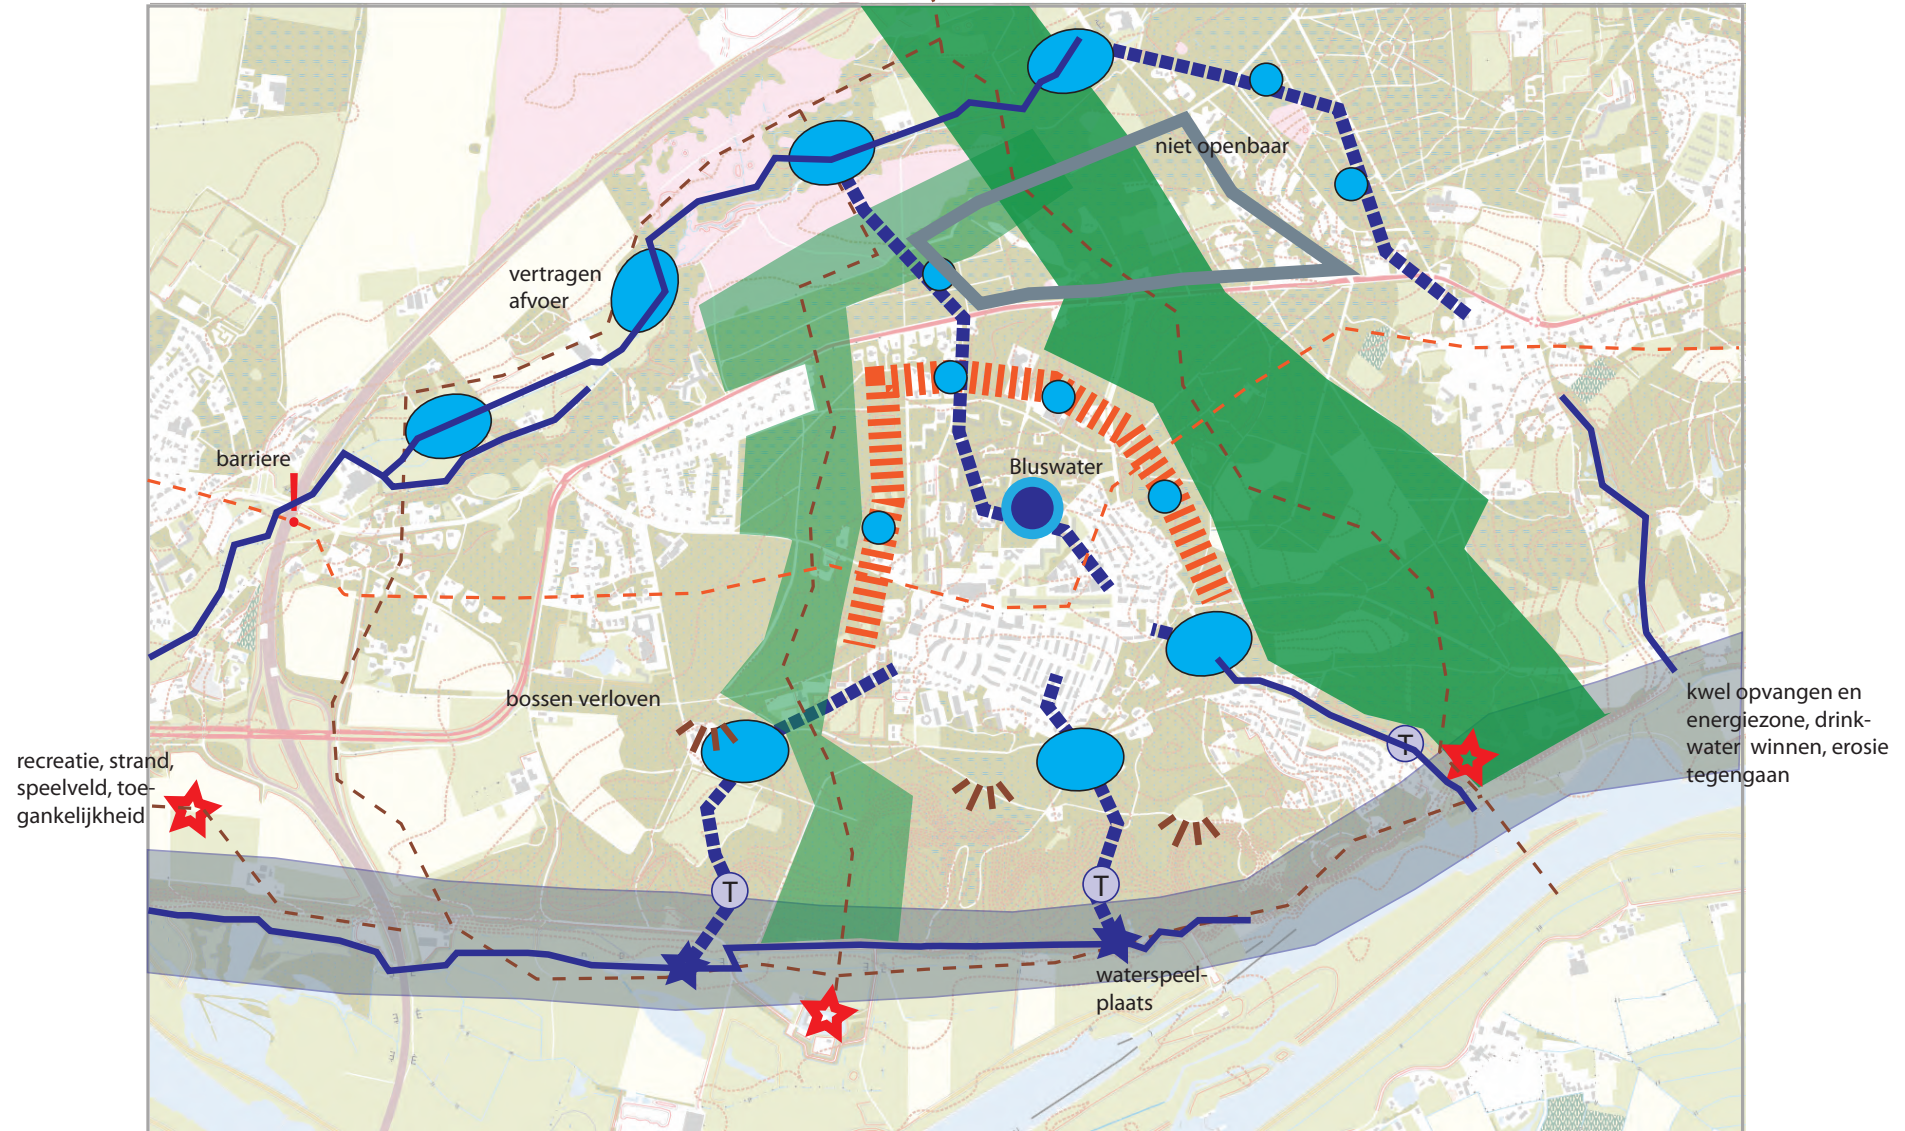 niet openbaar
vertragen
afvoer
barriere
Bluswater
bossen verloven
kwel opvangen en
energiezone, drink-
water winnen, erosie
tegengaan
recreatie, strand,
speelveld, toe-
gankelijkheid
T
T
T
waterspeel-
plaats